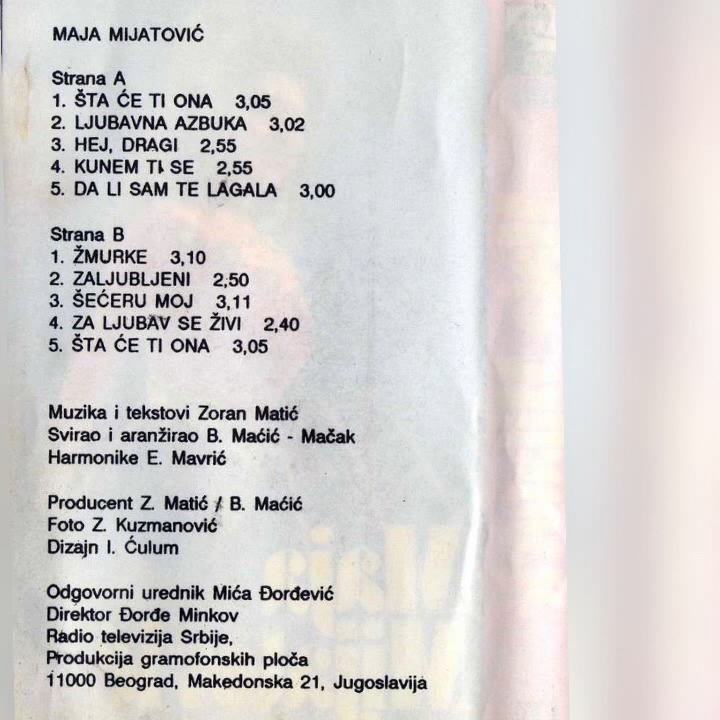 MAJA MIJATOVIĆ
Strana A
1. ŠTA ĆE TI ONA 3,05
2. LJUBAVNA AZBUKA 3,02
3. HEJ, DRAGI 2,55
4. KUNEM TI SE 2,55
5. DA LI SAM TE LAGALA 3,00
Strana B
1. ŽMURKE 3,10
2. ZALJUBLJENI 2,50
3. ŠEĆERU MOJ 3,11
4. ZA LJUBAV SE ŽIVI 2,40
5. ŠTA ĆE TI ONA 3,05
Muzika i tekstovi Zoran Matić
Svirao i aranžirao B. Maćić - Mačak
Harmonike E. Mavrić
Producent Z. Matić / B. Maćić
Foto Z. Kuzmanović
Dizajn I. Ćulum
Odgovorni urednik Mića Đorđević
Direktor Đorđe Minkov
Radio televizija Srbije,
Produkcija gramofonskih ploča
11000 Beograd, Makedonska 21, Jugoslavija
Maja